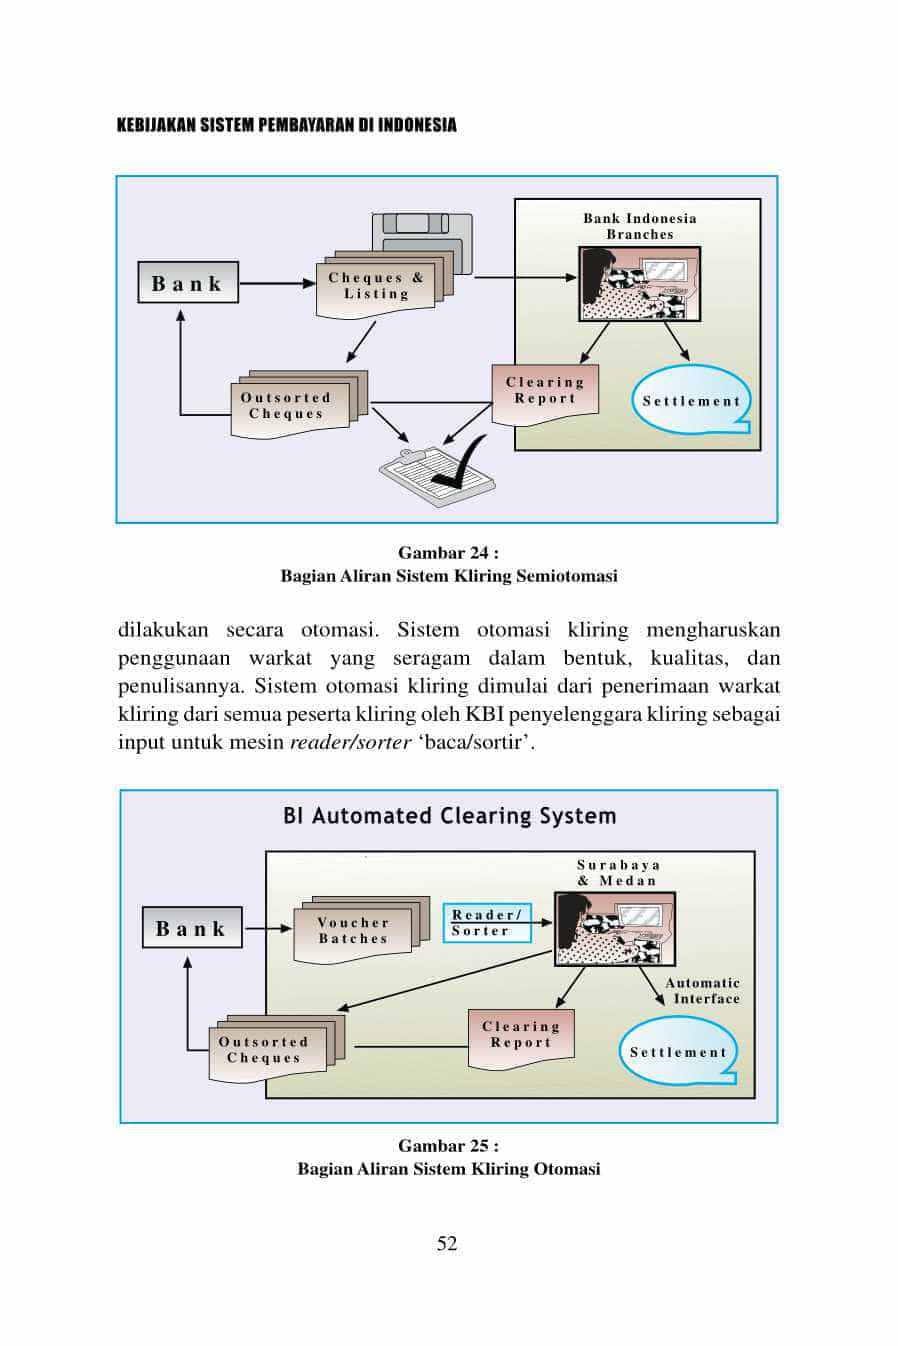 KEBIJAKAN SISTEM PEMBAYARAN DI INDONESIA
Bank Indonesia
Branches
Bank
Cheques &
Listing
Outsorted
Cheques
Clearing
Report
Settlement
Gambar 24 :
Bagian Aliran Sistem Kliring Semiotomasi
dilakukan secara otomasi. Sistem otomasi kliring mengharuskan
penggunaan warkat yang seragam dalam bentuk, kualitas, dan
penulisannya. Sistem otomasi kliring dimulai dari penerimaan warkat
kliring dari semua peserta kliring oleh KBI penyelenggara kliring sebagai
input untuk mesin reader/sorter ‘baca/sortir’.
BI Automated Clearing System
Surabaya
& Medan
Bank
Voucher
Batches
Reader/
Sorter
Automatic
Interface
Outsorted
Cheques
Clearing
Report
Settlement
Gambar 25 :
Bagian Aliran Sistem Kliring Otomasi
52